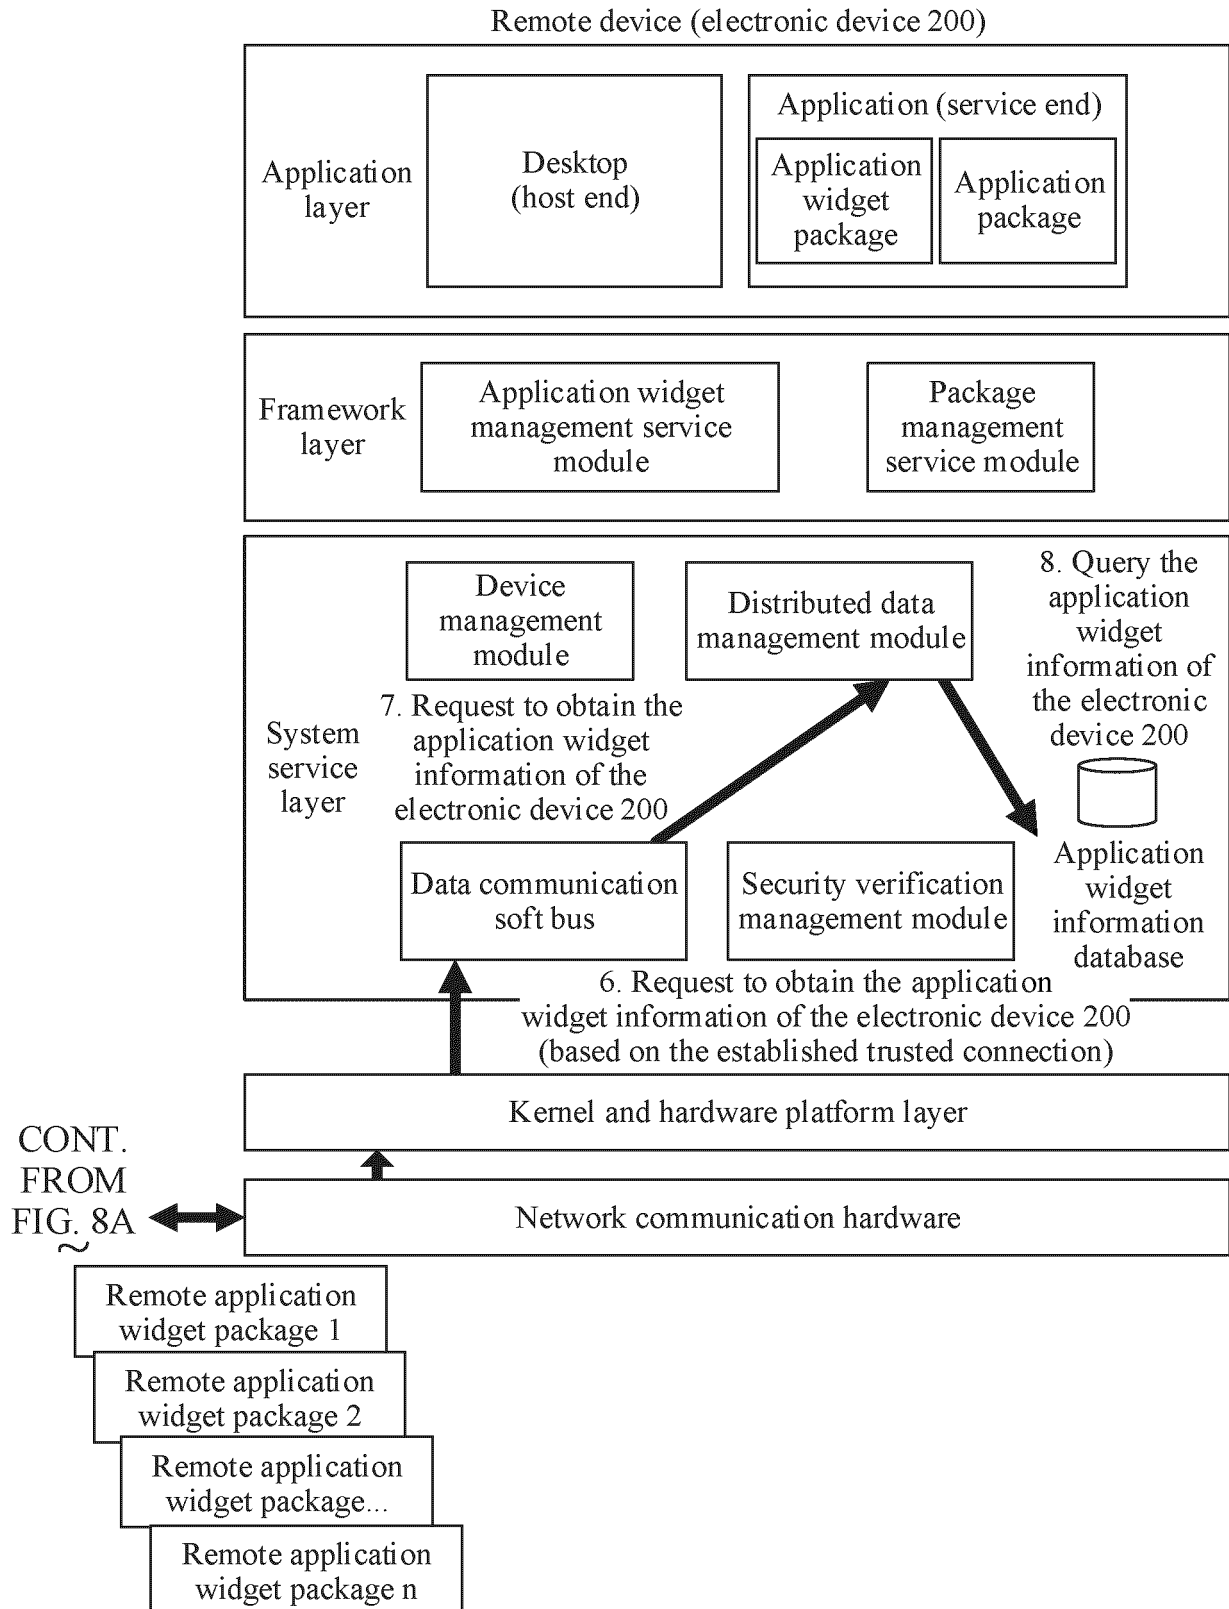 Remote device (electronic device 200)
Application
layer
Desktop
(host end)
Application (service end)
Application
widget
package
Application
package
Framework
layer
Application widget
management service
module
Package
management
service module
System
service
layer
Device
management
module
Distributed data
management module
8. Query the
application
widget
information of
the electronic
device 200
7. Request to obtain the
application widget
information of the
electronic device 200
Data communication
soft bus
Security verification
management module
Application
widget
information
database
6. Request to obtain the application
widget information of the electronic device 200
(based on the established trusted connection)
Kernel and hardware platform layer
CONT.
FROM
FIG. 8A
Network communication hardware
Remote application
widget package 1
Remote application
widget package 2
Remote application
widget package...
Remote application
widget package n